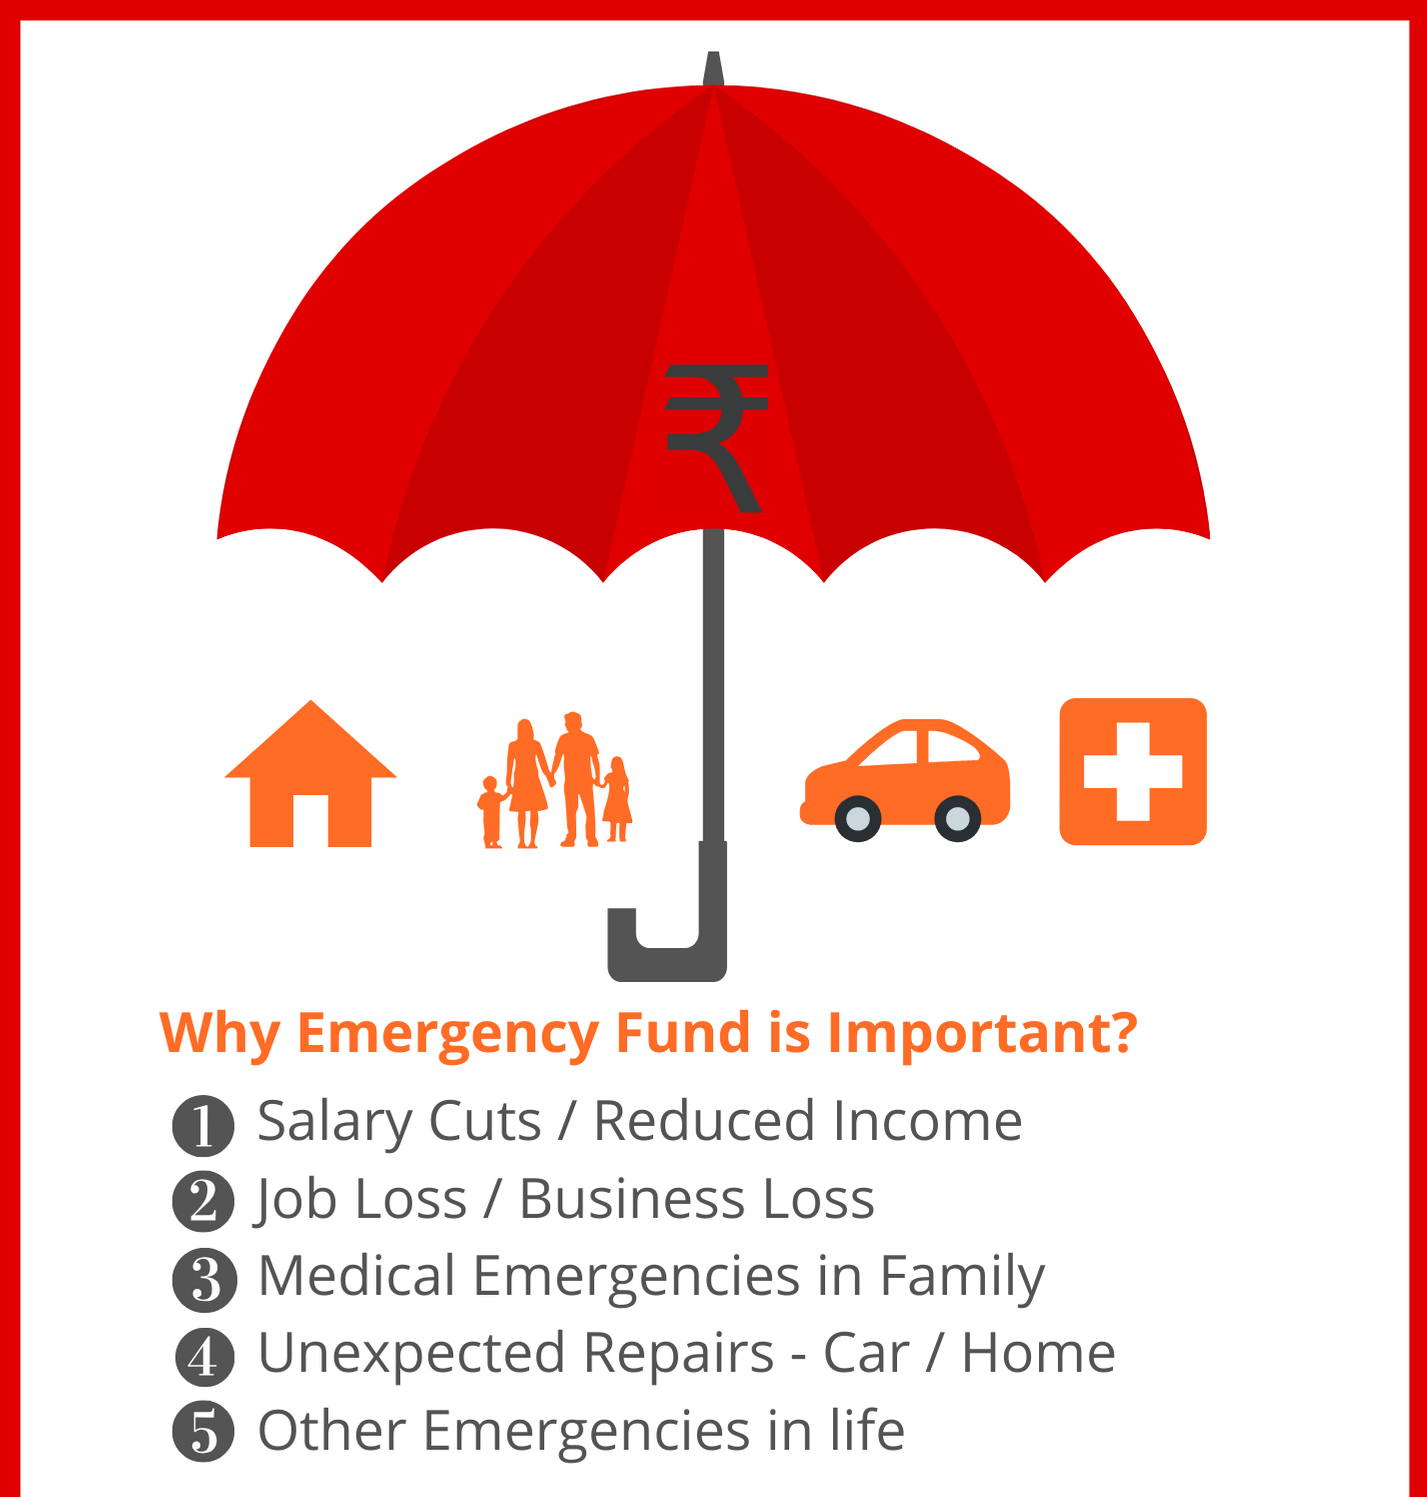 ₹
Why Emergency Fund is Important?
1 Salary Cuts / Reduced Income
2 Job Loss / Business Loss
3 Medical Emergencies in Family
4 Unexpected Repairs - Car / Home
5 Other Emergencies in life